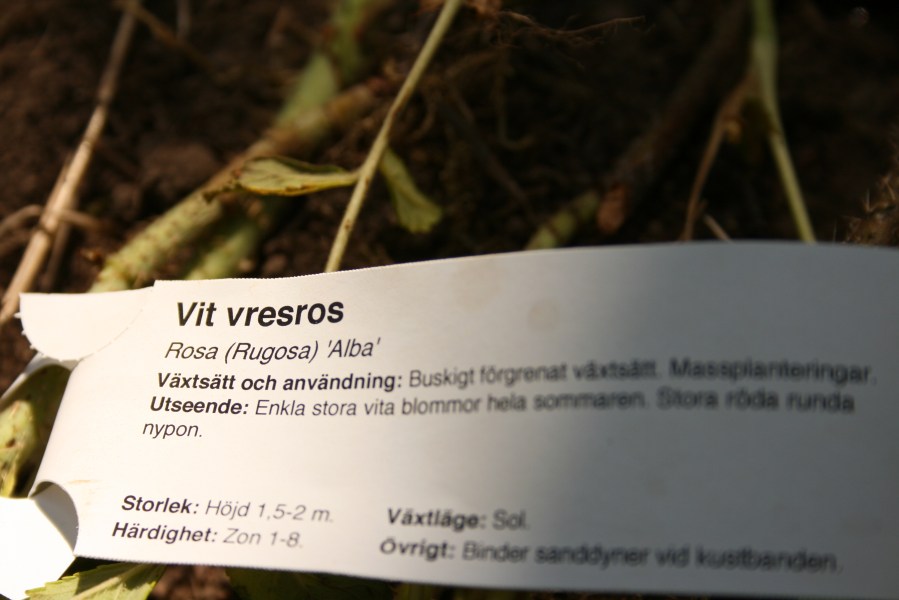 Vit vresros
Rosa (Rugosa) 'Alba'
Växtsätt och användning: Buskigt förgrenat växtsätt. Massplanteringar.
Utseende: Enkla stora vita blommor hela sommaren. Stora röda runda
nypon.
Storlek: Höjd 1,5-2 m.
Växtläge: Sol.
Härdighet: Zon 1-8.
Övrigt: Binder sanddyner vid kustbanden.